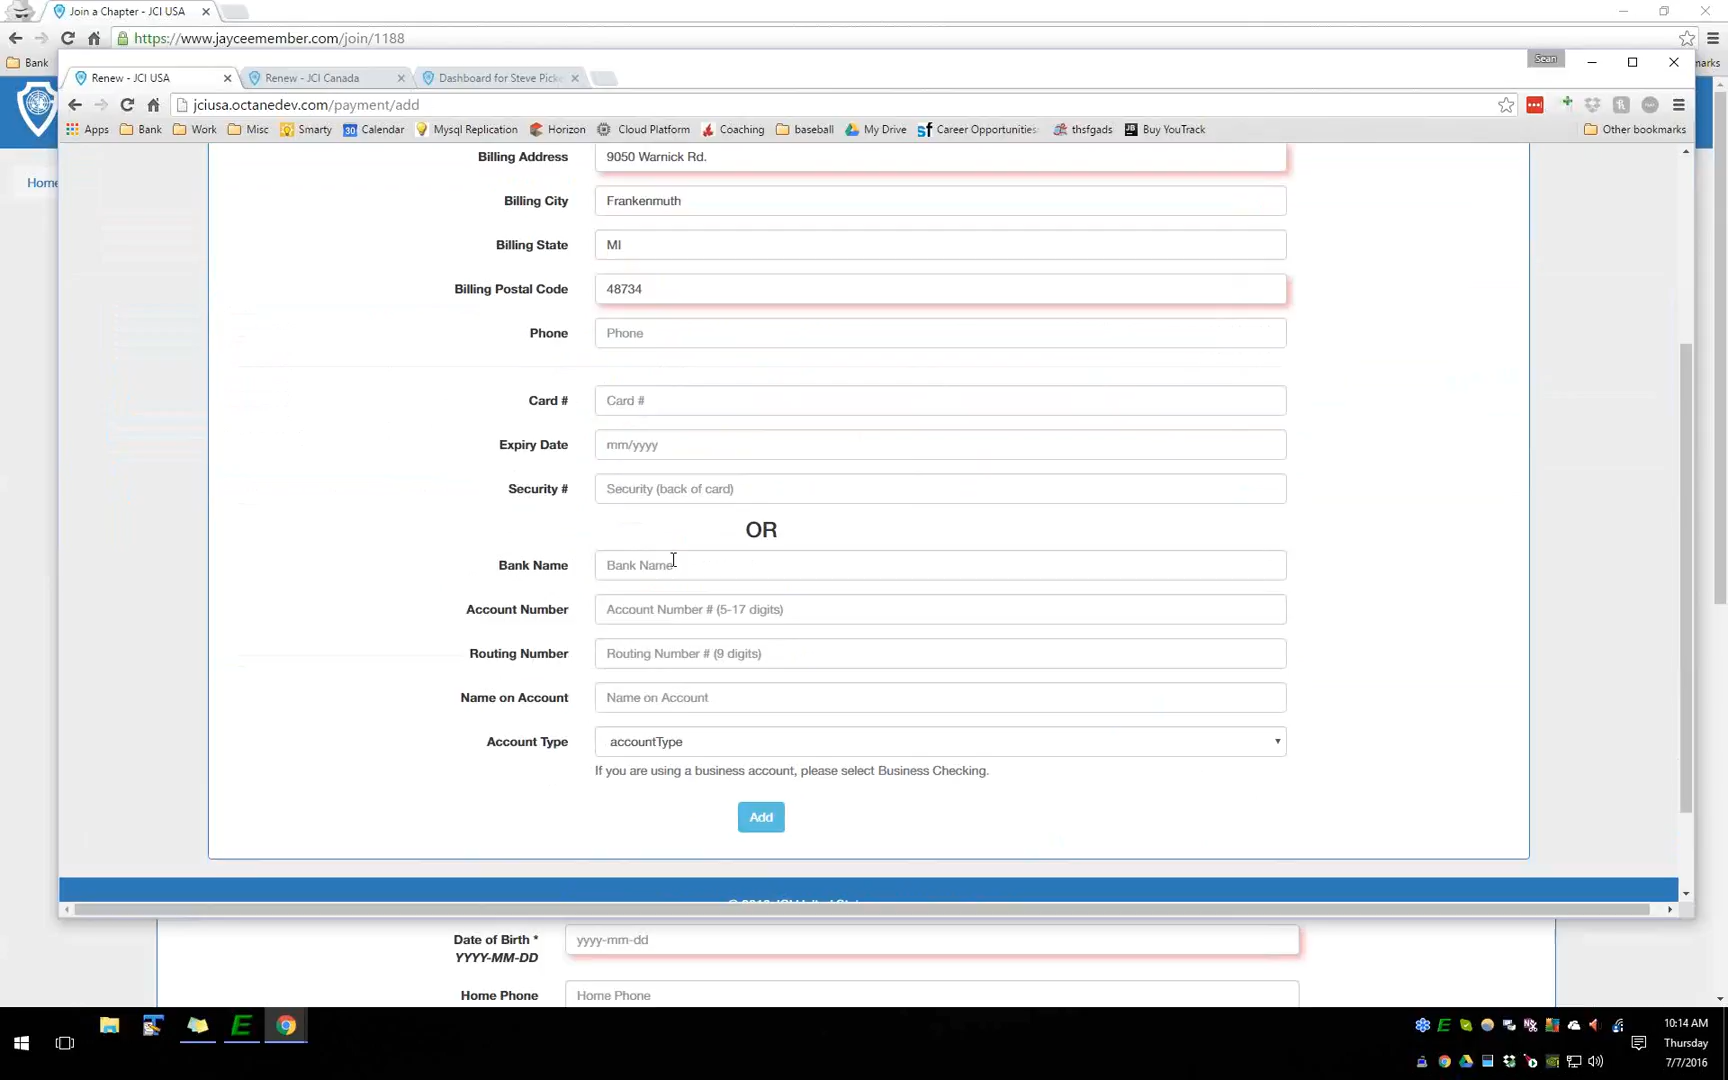 Join a Chapter - JCI USA
https://www.jayceemember.com/join/1188
Bank
Sean
Renew - JCI USA
Renew - JCI Canada
Dashboard for Steve Picke
jciusa.octanedev.com/payment/add
Apps
Bank
Work
Misc
Smarty
Calendar
Mysql Replication
Horizon
Cloud Platform
Coaching
baseball
My Drive
Career Opportunities
thsfgads
Buy YouTrack
Other bookmarks
Home
Billing Address 9050 Warnick Rd.
Billing City Frankenmuth
Billing State MI
Billing Postal Code 48734
Phone Phone
Card # Card #
Expiry Date mm/yyyy
Security # Security (back of card)
OR
Bank Name Bank Name
Account Number Account Number # (5-17 digits)
Routing Number Routing Number # (9 digits)
Name on Account Name on Account
Account Type accountType
If you are using a business account, please select Business Checking.
Add
Date of Birth * yyyy-mm-dd
YYYY-MM-DD
Home Phone Home Phone
10:14 AM
Thursday
7/7/2016